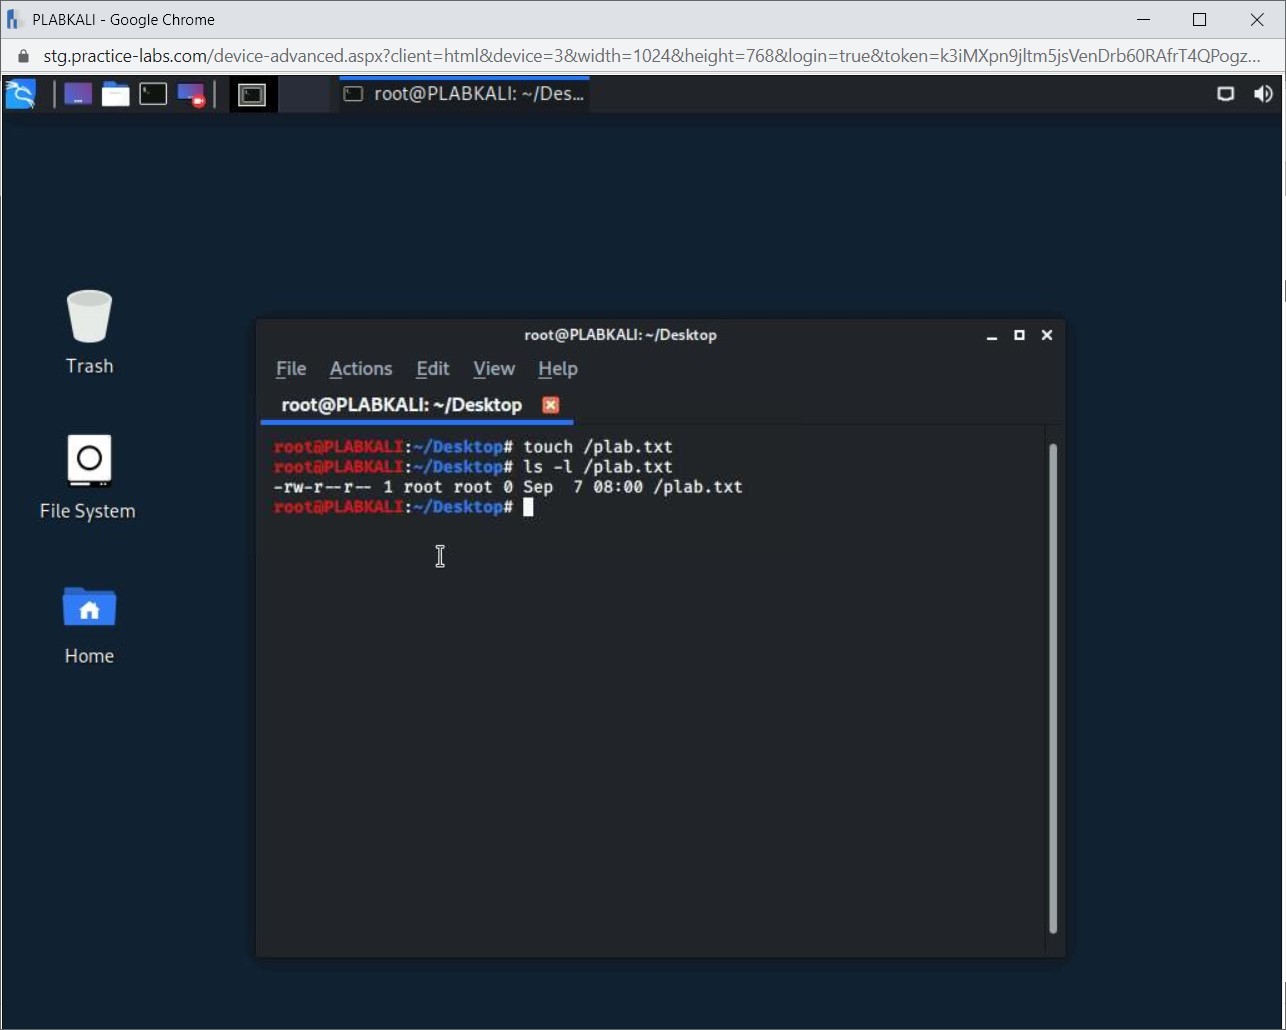 PLABKALI - Google Chrome
stg.practice-labs.com/device-advanced.aspx?client=html&device=3&width=1024&height=768&login=true&token=k3iMXpn9jltm5jsVenDrb60RAfrT4QPogz...
root@PLABKALI: ~/Des...
Trash
File System
Home
root@PLABKALI: ~/Desktop
File Actions Edit View Help
root@PLABKALI: ~/Desktop
root@PLABKALI:~/Desktop# touch /plab.txt
root@PLABKALI:~/Desktop# ls -l /plab.txt
-rw-r--r-- 1 root root 0 Sep  7 08:00 /plab.txt
root@PLABKALI:~/Desktop#